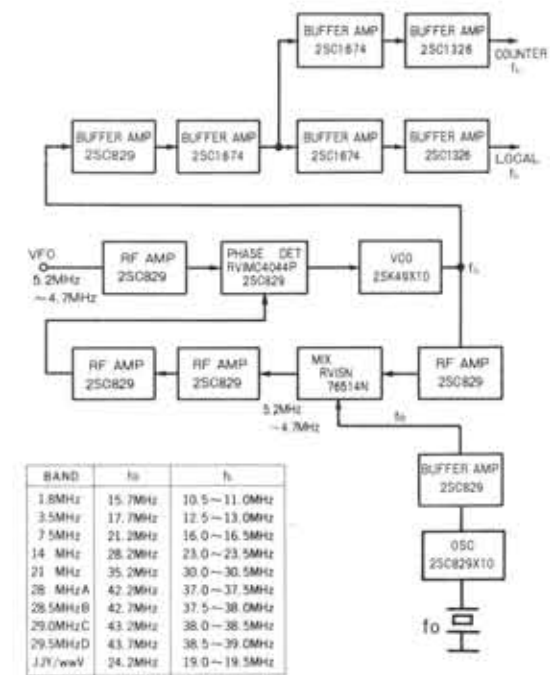 BUFFER AMP
2SC1674
BUFFER AMP
2SC1326
COUNTER
fL
BUFFER AMP
2SC829
BUFFER AMP
2SC1674
BUFFER AMP
2SC1674
BUFFER AMP
2SC1326
LOCAL
fL
VFO
5.2MHz
~4.7MHz
RF AMP
2SC829
PHASE DET
RVIMC4044P
2SC829
VCO
2SK49X10
fL
RF AMP
2SC829
RF AMP
2SC829
MIX
RVISN
76514N
RF AMP
2SC829
5.2MHz
~4.7MHz
fo
BUFFER AMP
2SC829
OSC
2SC829X10
fo
BAND fo fL
1.8MHz 15.7MHz 10.5~11.0MHz
3.5MHz 17.7MHz 12.5~13.0MHz
7.5MHz 21.2MHz 16.0~16.5MHz
14 MHz 28.2MHz 23.0~23.5MHz
21 MHz 35.2MHz 30.0~30.5MHz
28 MHzA 42.2MHz 37.0~37.5MHz
28.5MHzB 42.7MHz 37.5~38.0MHz
29.0MHzC 43.2MHz 38.0~38.5MHz
29.5MHzD 43.7MHz 38.5~39.0MHz
JJY/wwV 24.2MHz 19.0~19.5MHz